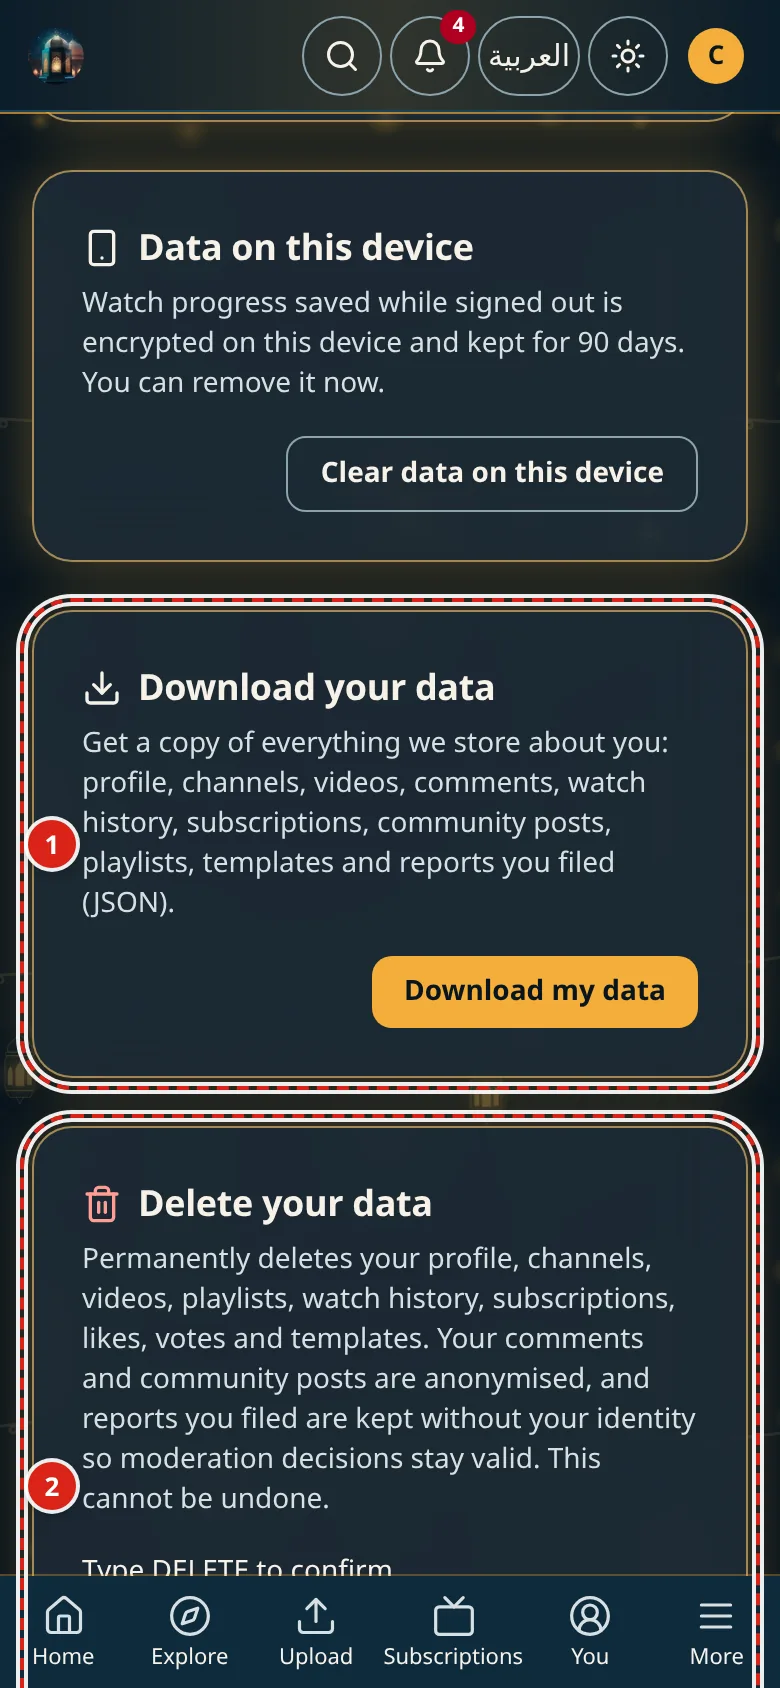 4
العربية
C
Data on this device
Watch progress saved while signed out is
encrypted on this device and kept for 90 days.
You can remove it now.
Clear data on this device
Download your data
Get a copy of everything we store about you:
profile, channels, videos, comments, watch
history, subscriptions, community posts,
1
playlists, templates and reports you filed
(JSON).
Download my data
Delete your data
Permanently deletes your profile, channels,
videos, playlists, watch history, subscriptions,
likes, votes and templates. Your comments
and community posts are anonymised, and
reports you filed are kept without your identity
so moderation decisions stay valid. This
2
cannot be undone.
Type DELETE to confirm
Home
Explore
Upload
Subscriptions
You
More